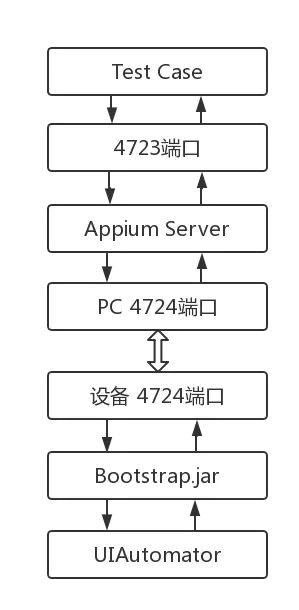 Test Case
4723端口
Appium Server
PC 4724端口
设备 4724端口
Bootstrap.jar
UIAutomator